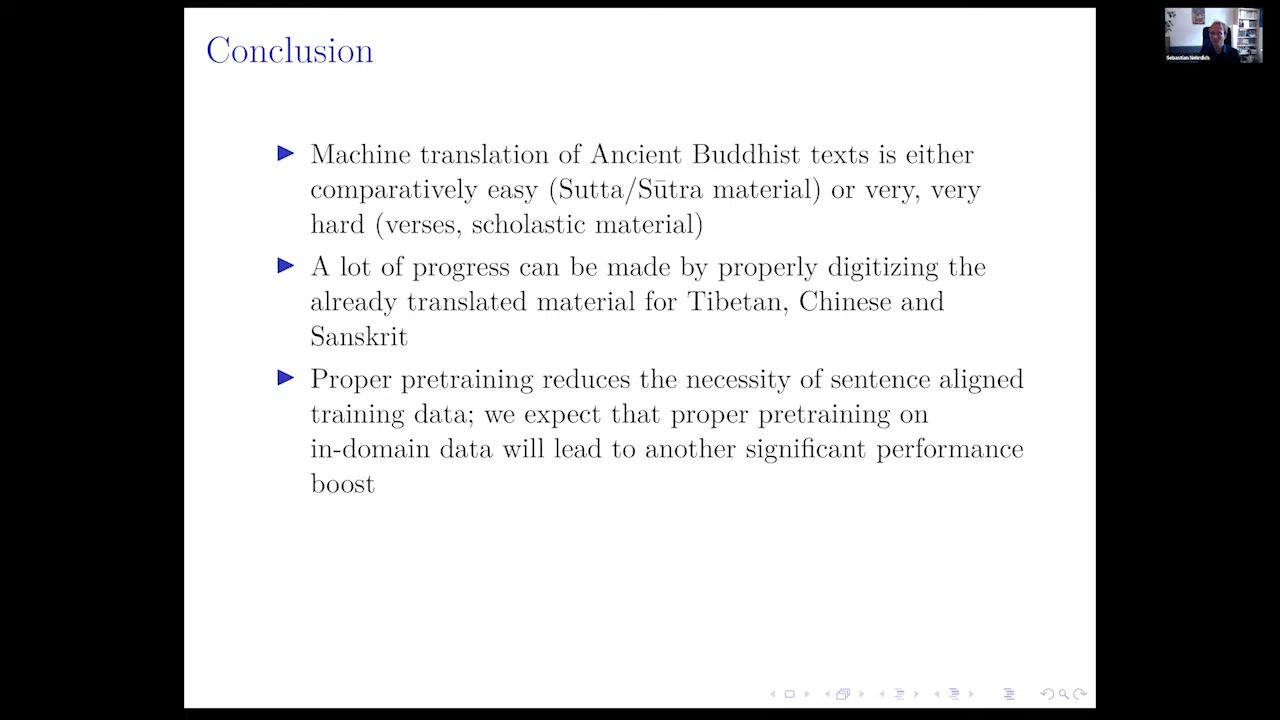 Conclusion
Machine translation of Ancient Buddhist texts is either
comparatively easy (Sutta/Sūtra material) or very, very
hard (verses, scholastic material)
A lot of progress can be made by properly digitizing the
already translated material for Tibetan, Chinese and
Sanskrit
Proper pretraining reduces the necessity of sentence aligned
training data; we expect that proper pretraining on
in-domain data will lead to another significant performance
boost
Sebastian Nehrdich